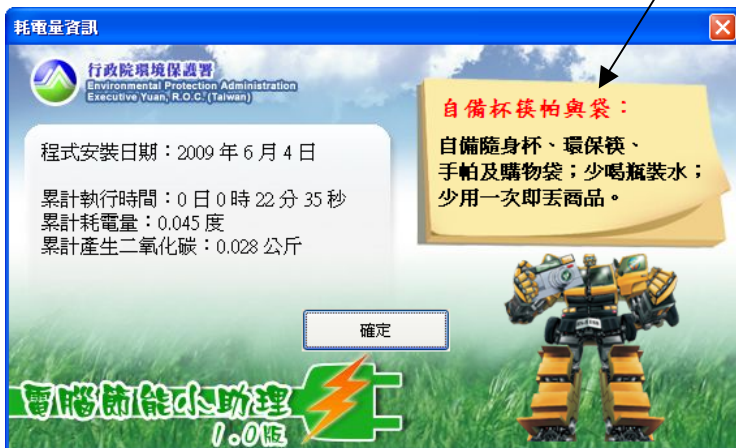 耗電量資訊
行政院環境保護署
Environmental Protection Administration
Executive Yuan, R.O.C. (Taiwan)
程式安裝日期：2009 年 6 月 4 日
累計執行時間：0 日 0 時 22 分 35 秒
累計耗電量：0.045 度
累計產生二氧化碳：0.028 公斤
自備杯筷帕與袋：
自備隨身杯、環保筷、
手帕及購物袋；少喝瓶裝水；
少用一次即丟商品。
確定
電腦節能小助理
1.0版